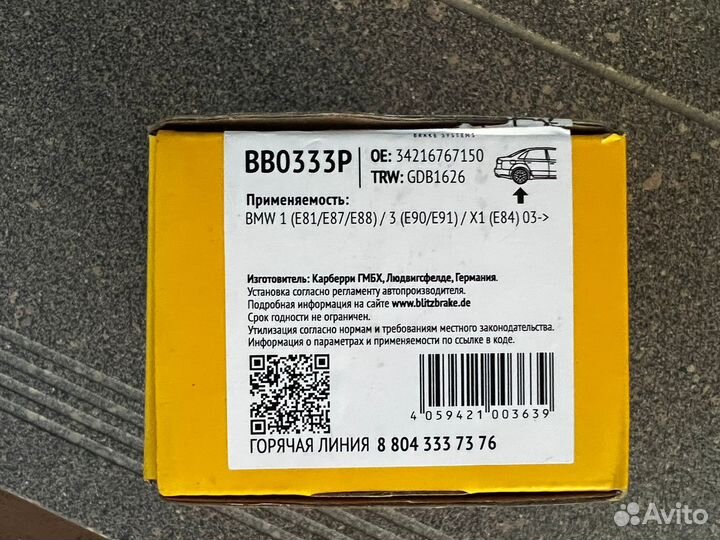 BRAKE SYSTEMS
BB0333P
OE: 34216767150
TRW: GDB1626
Применяемость:
BMW 1 (E81/E87/E88) / 3 (E90/E91) / X1 (E84) 03->
Изготовитель: Карберри ГМБХ, Людвигсфельде, Германия.
Установка согласно регламенту автопроизводителя.
Подробная информация на сайте www.blitzbrake.de
Срок годности не ограничен.
Утилизация согласно нормам и требованиям местного законодательства.
Информация о параметрах и применяемости по ссылке в коде.
4 059421 003639
ГОРЯЧАЯ ЛИНИЯ 8 804 333 73 76
Avito